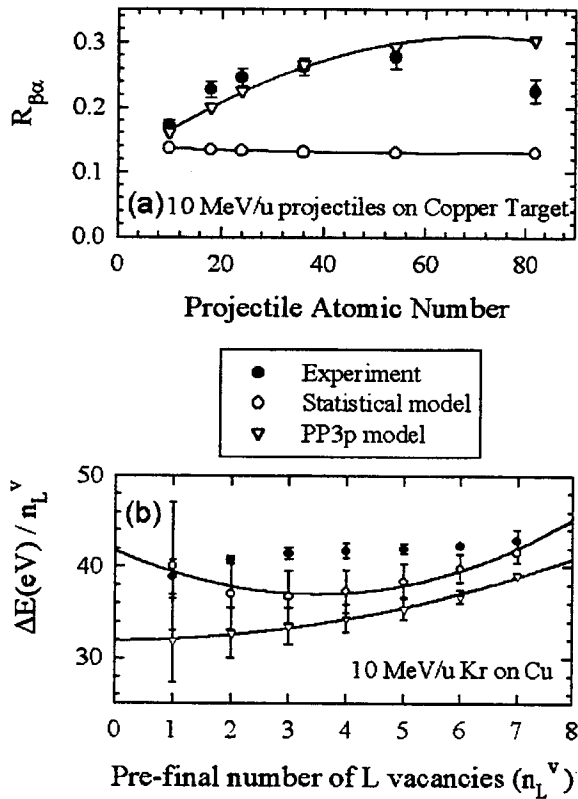 0.3
0.2
0.1
0.0
R_βα
(a) 10 MeV/u projectiles on Copper Target
0 20 40 60 80
Projectile Atomic Number
Experiment
Statistical model
PP3p model
50
40
30
ΔE(eV) / n_L^v
(b)
10 MeV/u Kr on Cu
0 1 2 3 4 5 6 7 8
Pre-final number of L vacancies (n_L^v)